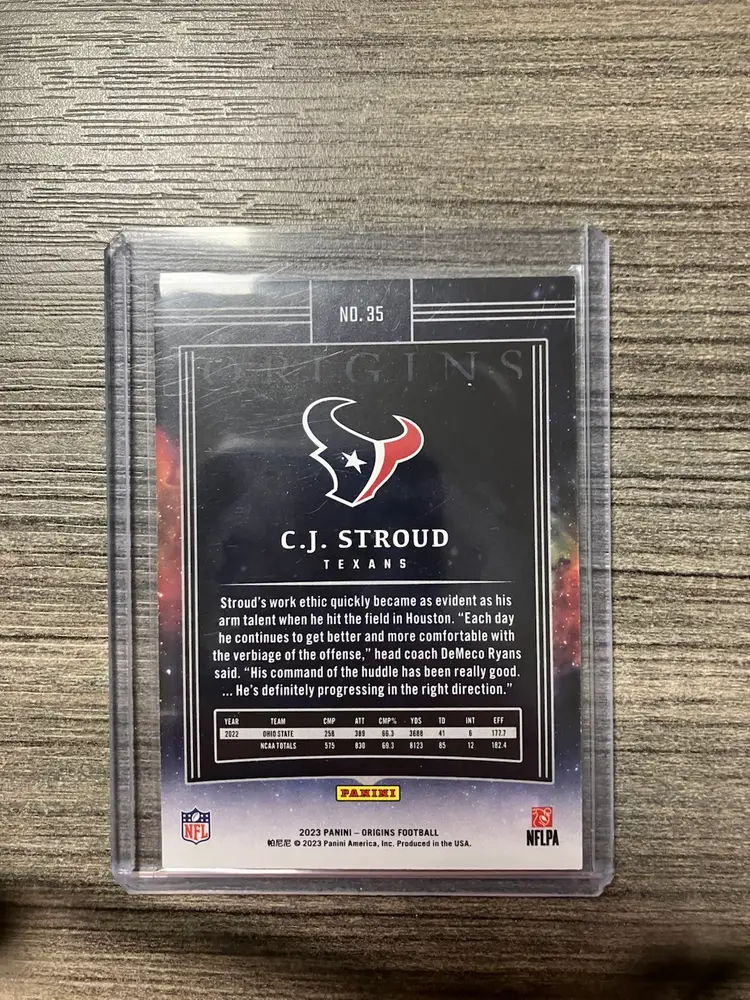 NO. 35
ORIGINS
C.J. STROUD
TEXANS
Stroud's work ethic quickly became as evident as his
arm talent when he hit the field in Houston. "Each day
he continues to get better and more comfortable with
the verbiage of the offense," head coach DeMeco Ryans
said. "His command of the huddle has been really good.
... He's definitely progressing in the right direction."
YEAR TEAM CMP ATT CMP% YDS TD INT EFF
2022 OHIO STATE 258 389 66.3 3688 41 6 177.7
NCAA TOTALS 575 830 69.3 8123 85 12 182.4
PANINI
NFL
NFLPA
2023 PANINI – ORIGINS FOOTBALL
帕尼尼 © 2023 Panini America, Inc. Produced in the USA.